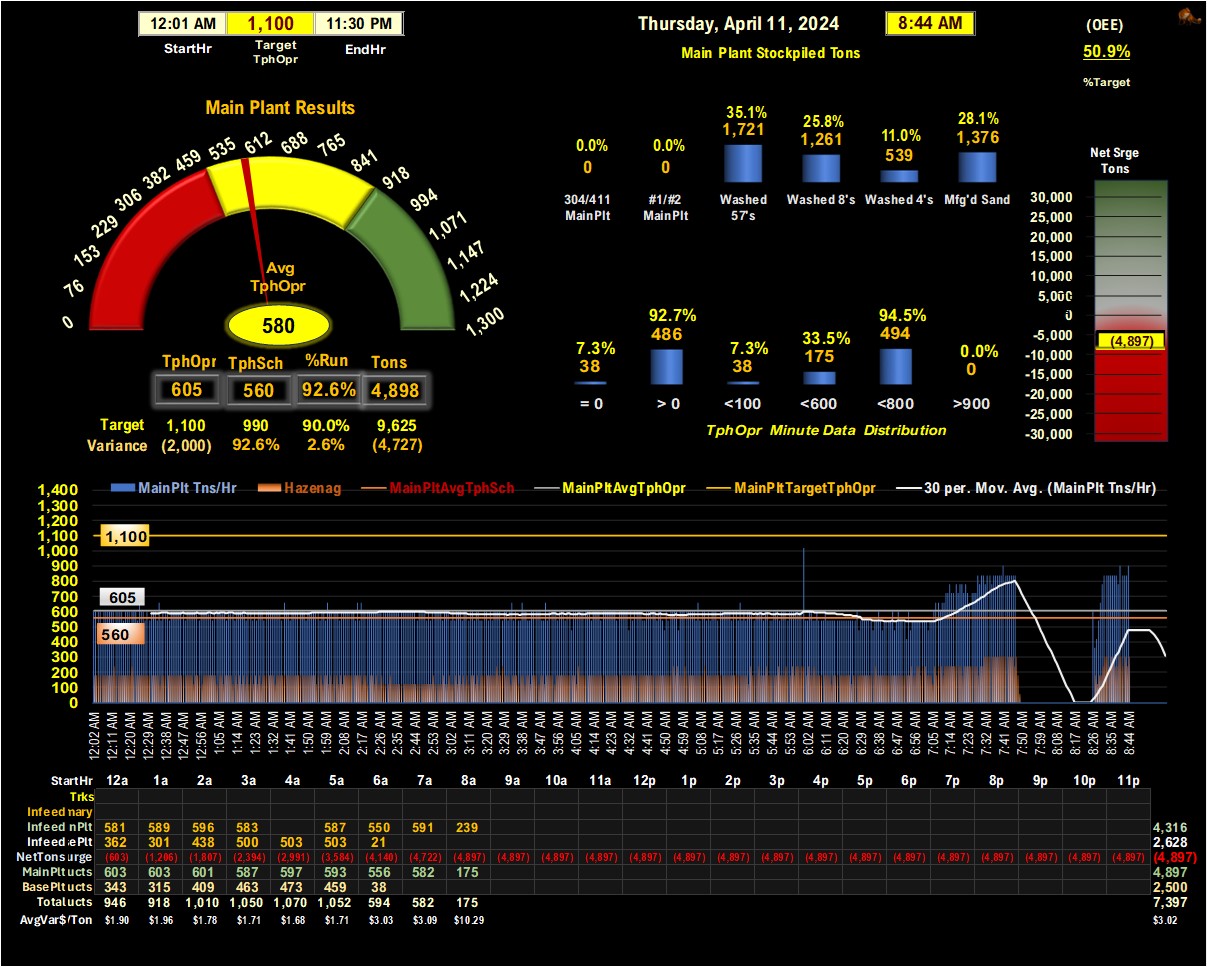 12:01 AM 1,100 11:30 PM
StartHr Target TphOpr EndHr
Thursday, April 11, 2024 8:44 AM
Main Plant Stockpiled Tons
(OEE)
50.9%
%Target
Main Plant Results
0 76 153 229 306 382 459 535 612 688 765 841 918 994 1,071 1,147 1,224 1,300
Avg
TphOpr
580
TphOpr TphSch %Run Tons
605 560 92.6% 4,898
Target 1,100 990 90.0% 9,625
Variance (2,000) 92.6% 2.6% (4,727)
0.0% 0.0% 35.1% 25.8% 11.0% 28.1%
0 0 1,721 1,261 539 1,376
304/411 MainPlt #1/#2 MainPlt Washed 57's Washed 8's Washed 4's Mfg'd Sand
7.3% 92.7% 7.3% 33.5% 94.5% 0.0%
38 486 38 175 494 0
= 0 > 0 <100 <600 <800 >900
TphOpr Minute Data Distribution
Net Srge
Tons
30,000
25,000
20,000
15,000
10,000
5,000
0
-5,000
(4,897)
-10,000
-15,000
-20,000
-25,000
-30,000
MainPlt Tns/Hr Hazenag MainPltAvgTphSch MainPltAvgTphOpr MainPltTargetTphOpr 30 per. Mov. Avg. (MainPlt Tns/Hr)
1,400
1,300
1,200
1,100
1,000
900
800
700
600
500
400
300
200
100
0
1,100
605
560
12:02 AM 12:11 AM 12:20 AM 12:29 AM 12:38 AM 12:47 AM 12:56 AM 1:05 AM 1:14 AM 1:23 AM 1:32 AM 1:41 AM 1:50 AM 1:59 AM 2:08 AM 2:17 AM 2:26 AM 2:35 AM 2:44 AM 2:53 AM 3:02 AM 3:11 AM 3:20 AM 3:29 AM 3:38 AM 3:47 AM 3:56 AM 4:05 AM 4:14 AM 4:23 AM 4:32 AM 4:41 AM 4:50 AM 4:59 AM 5:08 AM 5:17 AM 5:26 AM 5:35 AM 5:44 AM 5:53 AM 6:02 AM 6:11 AM 6:20 AM 6:29 AM 6:38 AM 6:47 AM 6:56 AM 7:05 AM 7:14 AM 7:23 AM 7:32 AM 7:41 AM 7:50 AM 7:59 AM 8:08 AM 8:17 AM 8:26 AM 8:35 AM 8:44 AM
StartHr 12a 1a 2a 3a 4a 5a 6a 7a 8a 9a 10a 11a 12p 1p 2p 3p 4p 5p 6p 7p 8p 9p 10p 11p
Trks
Infeed mary
Infeed nPlt 581 589 596 583 587 550 591 239 4,316
Infeed ePlt 362 301 438 500 503 503 21 2,628
NetTons urge (603) (1,206) (1,807) (2,394) (2,991) (3,584) (4,140) (4,722) (4,897) (4,897) (4,897) (4,897) (4,897) (4,897) (4,897) (4,897) (4,897) (4,897) (4,897) (4,897) (4,897) (4,897) (4,897) (4,897) (4,897)
MainPlt ucts 603 603 601 587 597 593 556 582 175 4,897
BasePlt ucts 343 315 409 463 473 459 38 2,500
Total ucts 946 918 1,010 1,050 1,070 1,052 594 582 175 7,397
AvgVar$/Ton $1.90 $1.96 $1.78 $1.71 $1.68 $1.71 $3.03 $3.09 $10.29 $3.02